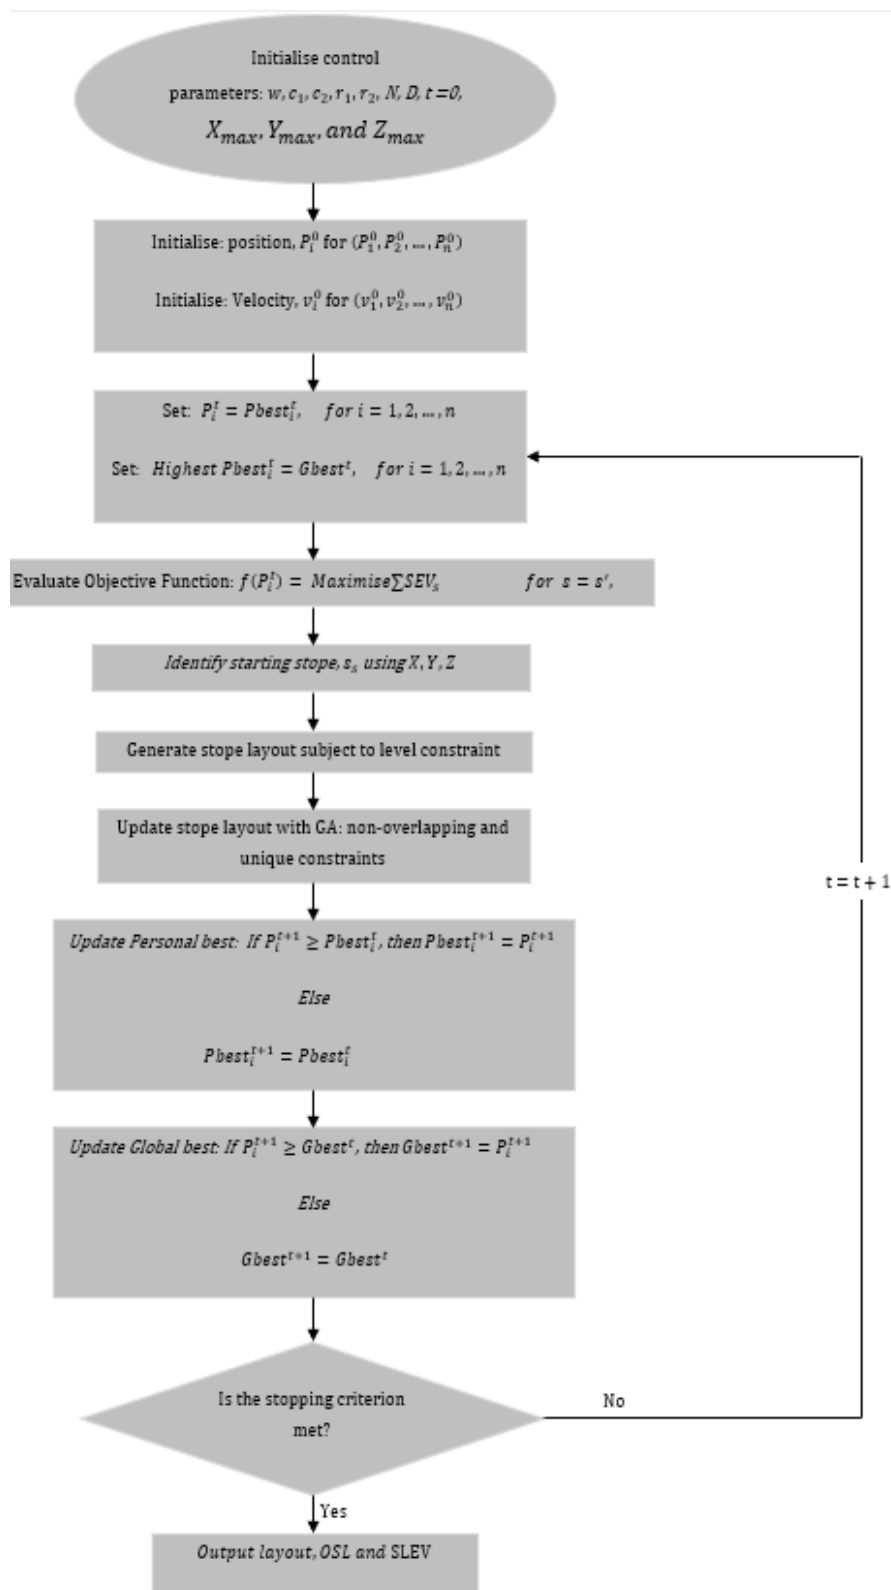 Initialise control
parameters: w, c₁, c₂, r₁, r₂, N, D, t=0,
Xₘₐₓ, Yₘₐₓ, and Zₘₐₓ
Initialise: position, P_i^0 for (P_1^0, P_2^0, ..., P_n^0)
Initialise: Velocity, v_i^0 for (v_1^0, v_2^0, ..., v_n^0)
Set: P_i^t = Pbest_i^t, for i = 1, 2, ..., n
Set: Highest Pbest_i^t = Gbest^t, for i = 1, 2, ..., n
Evaluate Objective Function: f(P_i^t) = Maximise∑SEV_s for s = s′,
Identify starting stope, s_s using X, Y, Z
Generate stope layout subject to level constraint
Update stope layout with GA: non-overlapping and
unique constraints
t = t + 1
Update Personal best: If P_i^{t+1} ≥ Pbest_i^t, then Pbest_i^{t+1} = P_i^{t+1}
Else
Pbest_i^{t+1} = Pbest_i^t
Update Global best: If P_i^{t+1} ≥ Gbest^t, then Gbest^{t+1} = P_i^{t+1}
Else
Gbest^{t+1} = Gbest^t
Is the stopping criterion
met?
No
Yes
Output layout, OSL and SLEV